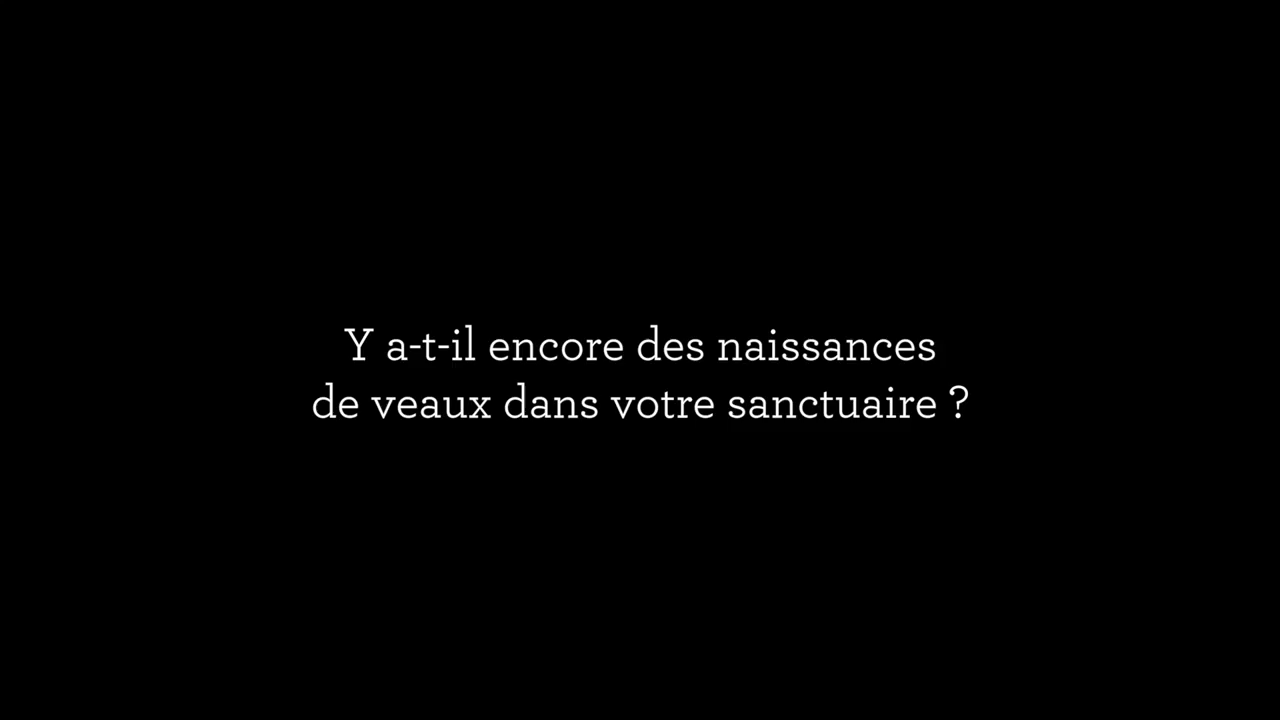 Y a-t-il encore des naissances
de veaux dans votre sanctuaire ?